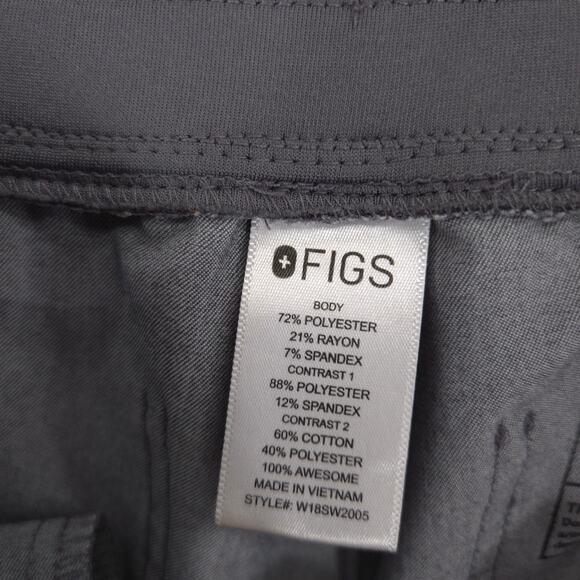 FIGS
BODY
72% POLYESTER
21% RAYON
7% SPANDEX
CONTRAST 1
88% POLYESTER
12% SPANDEX
CONTRAST 2
60% COTTON
40% POLYESTER
100% AWESOME
MADE IN VIETNAM
STYLE#: W18SW2005